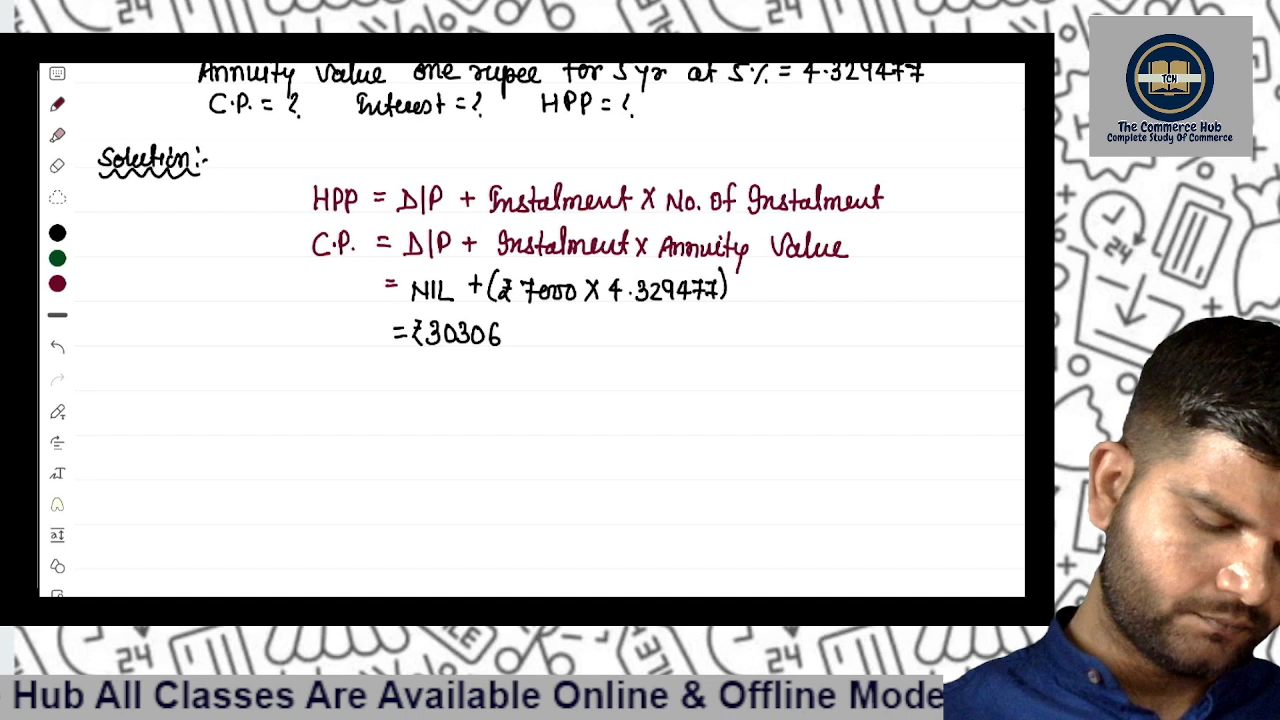 Annuity value one rupee for 5 yr at 5% = 4.329477
C.P. = ? Interest = ? HPP = ?
Solution:-
HPP = D/P + Instalment X No. Of Instalment
C.P. = D/P + Instalment X Annuity Value
= NIL + (₹ 7000 X 4.329477)
= ₹30306
TCH
The Commerce Hub
Complete Study Of Commerce
Hub All Classes Are Available Online & Offline Mode